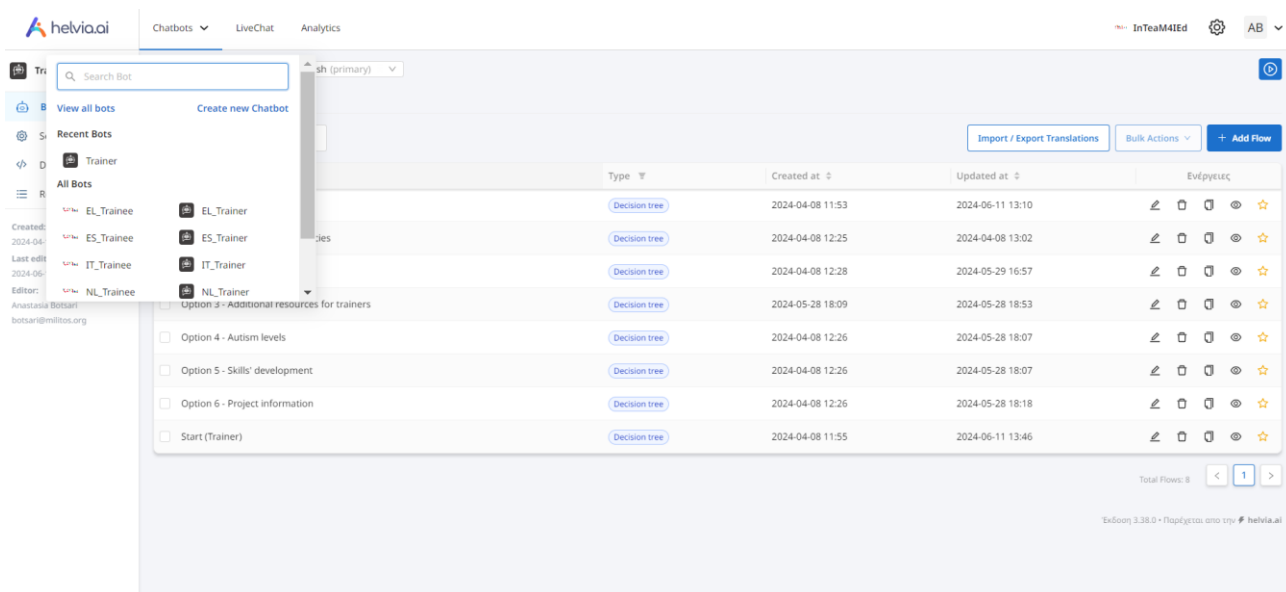 helvia.ai
Chatbots
LiveChat
Analytics
InTeaM4IEd
AB
Search Bot
sh (primary)
View all bots
Create new Chatbot
Recent Bots
Trainer
All Bots
EL_Trainee
EL_Trainer
ES_Trainee
ES_Trainer
IT_Trainee
IT_Trainer
NL_Trainee
NL_Trainer
Created:
2024-04-
Last edit
2024-06-
Editor:
Anastasia Botsari
botsari@militos.org
Import / Export Translations
Bulk Actions
+ Add Flow
Type
Created at
Updated at
Ενέργειες
Decision tree
2024-04-08 11:53
2024-06-11 13:10
cies
Decision tree
2024-04-08 12:25
2024-04-08 13:02
Decision tree
2024-04-08 12:28
2024-05-29 16:57
Option 3 - Additional resources for trainers
Decision tree
2024-05-28 18:09
2024-05-28 18:53
Option 4 - Autism levels
Decision tree
2024-04-08 12:26
2024-05-28 18:07
Option 5 - Skills' development
Decision tree
2024-04-08 12:26
2024-05-28 18:07
Option 6 - Project information
Decision tree
2024-04-08 12:26
2024-05-28 18:18
Start (Trainer)
Decision tree
2024-04-08 11:55
2024-06-11 13:46
Total Flows: 8
< 1 >
Έκδοση 3.38.0 • Παρέχεται απο την helvia.ai